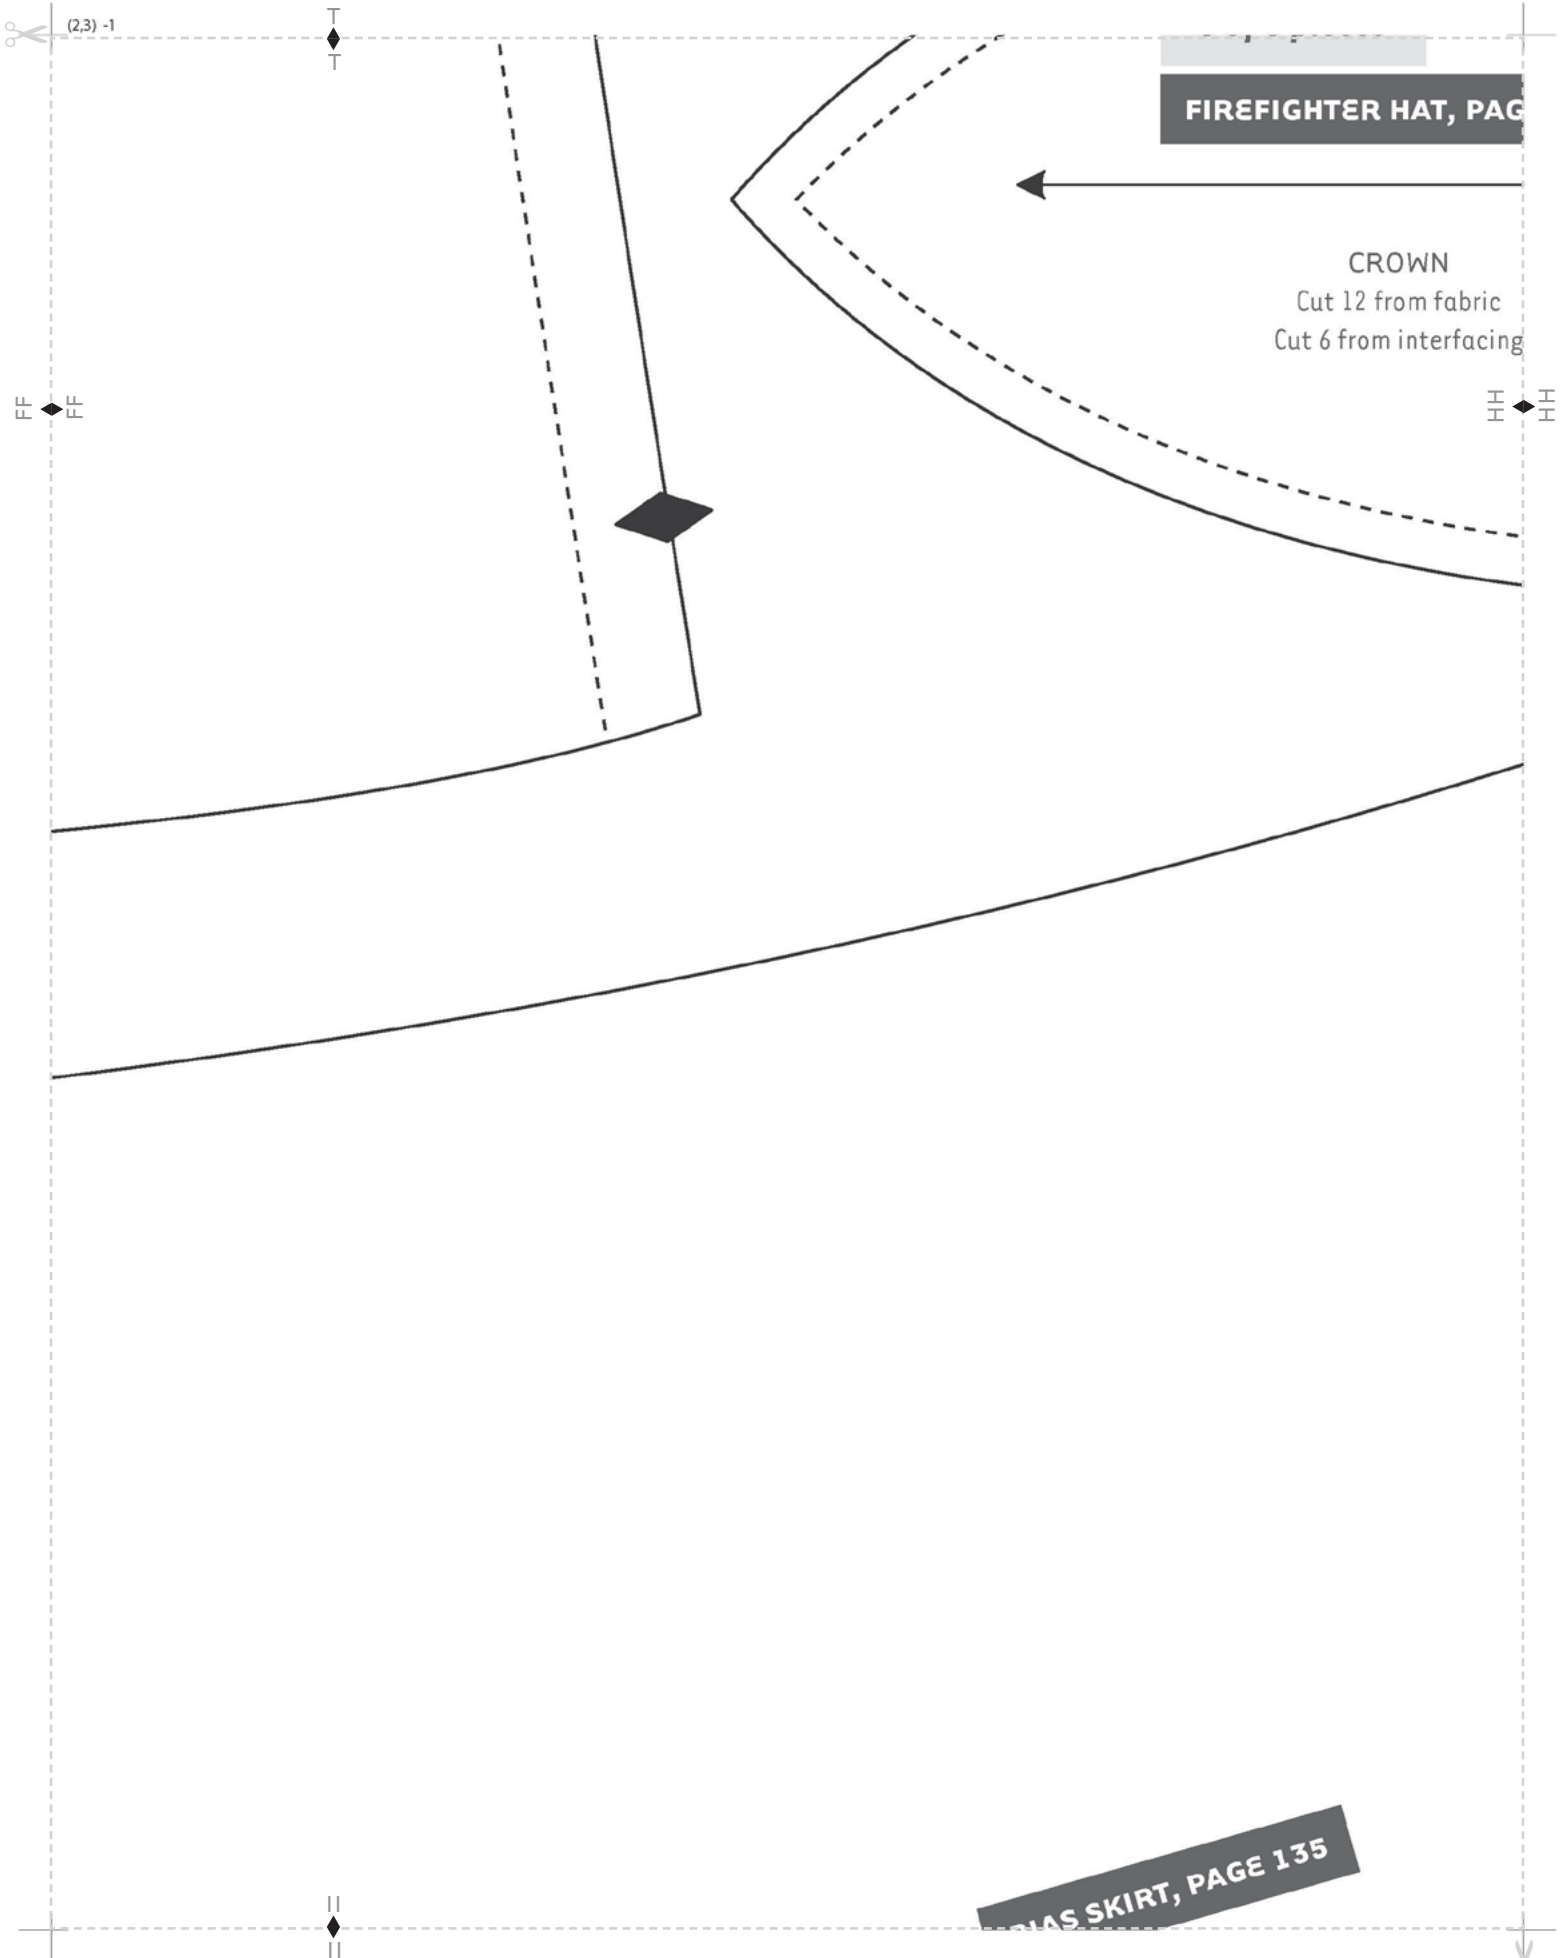 (2,3) -1
T
T
FIREFIGHTER HAT, PAG
CROWN
Cut 12 from fabric
Cut 6 from interfacing
FF
FF
HH
HH
SKIRT, PAGE 135
II
II